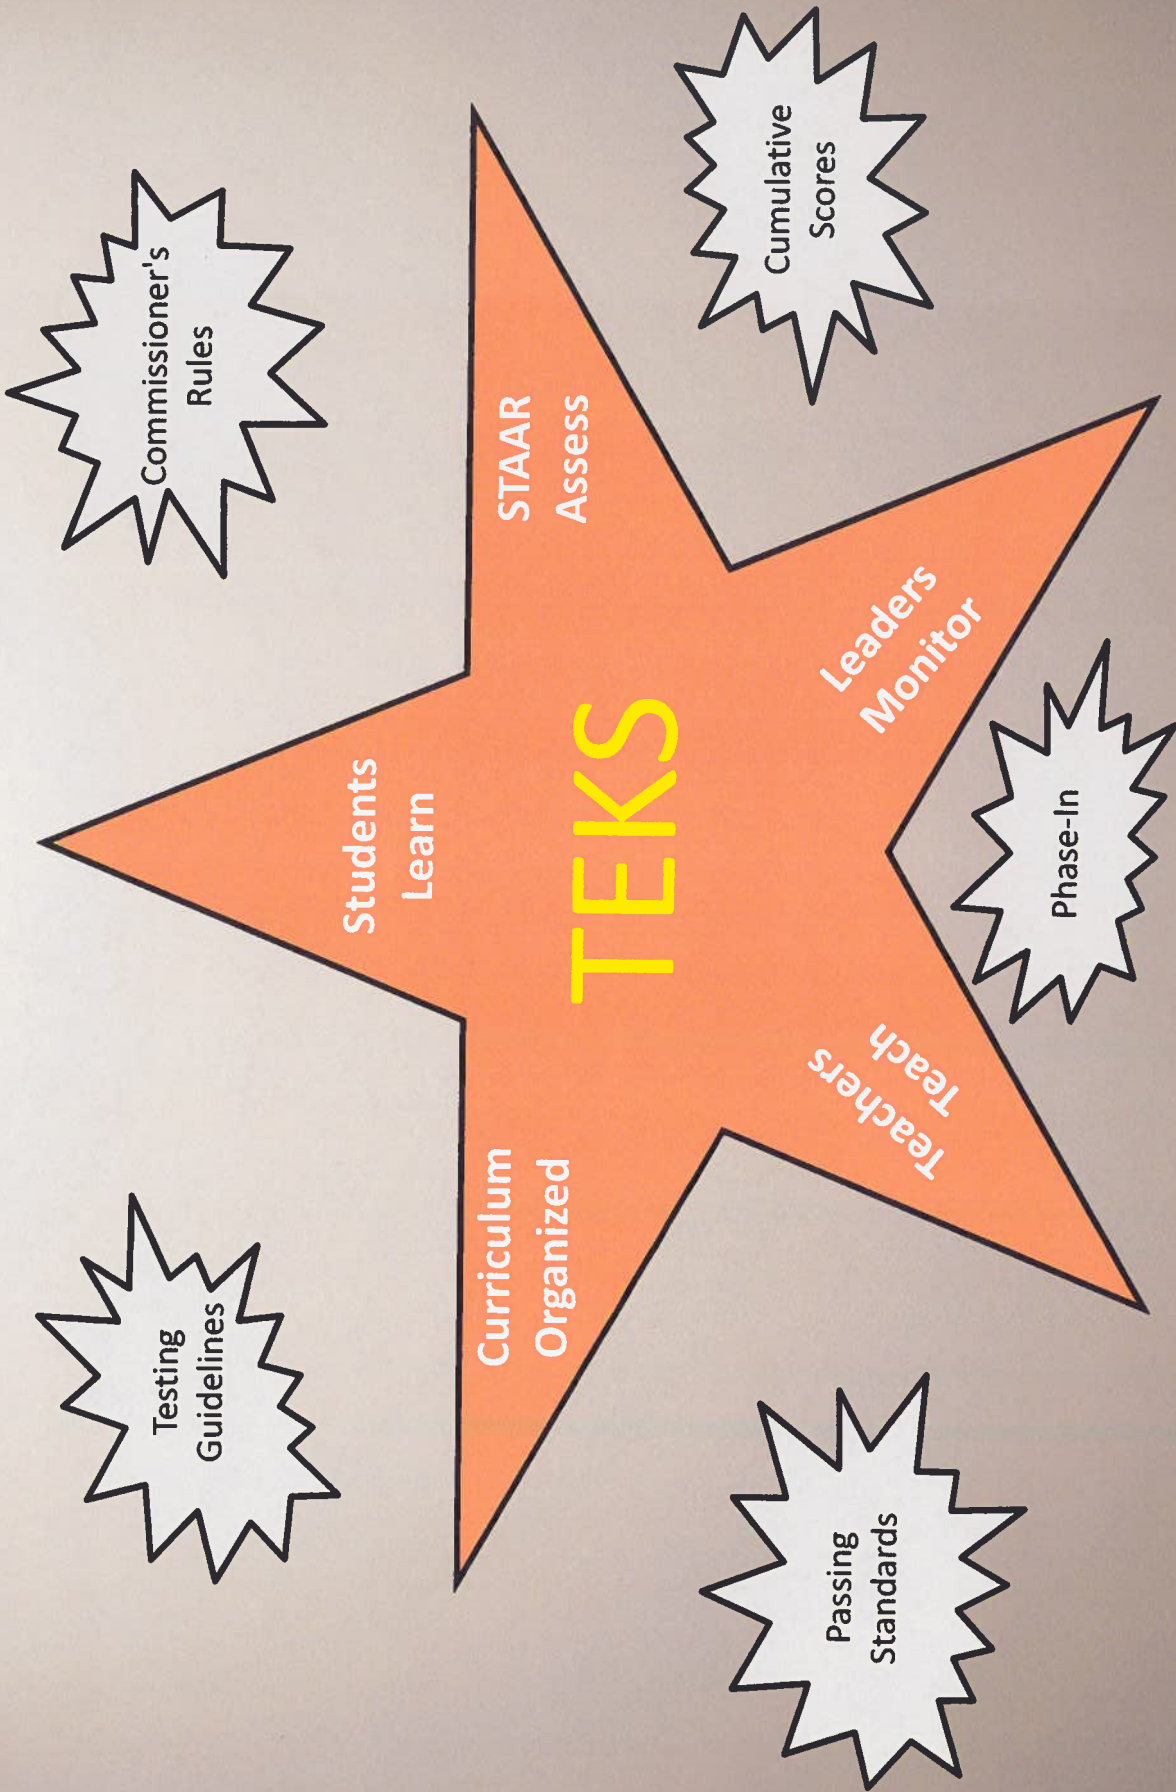 Testing
Guidelines
Commissioner's
Rules
Students
Learn
Curriculum
Organized
STAAR
Assess
TEKS
Teachers
Teach
Leaders
Monitor
Passing
Standards
Cumulative
Scores
Phase-In